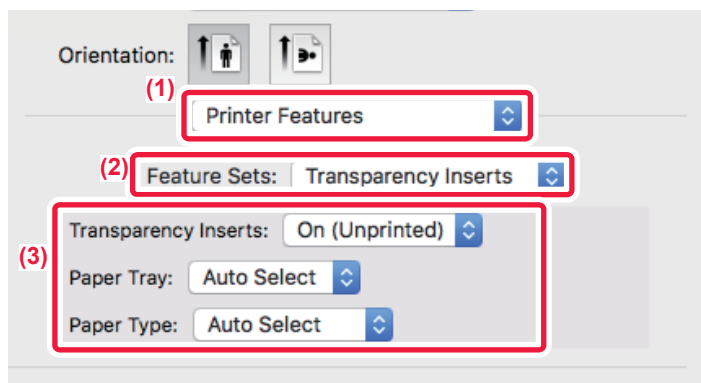 Orientation:
(1)
Printer Features
(2)
Feature Sets: Transparency Inserts
(3)
Transparency Inserts: On (Unprinted)
Paper Tray: Auto Select
Paper Type: Auto Select